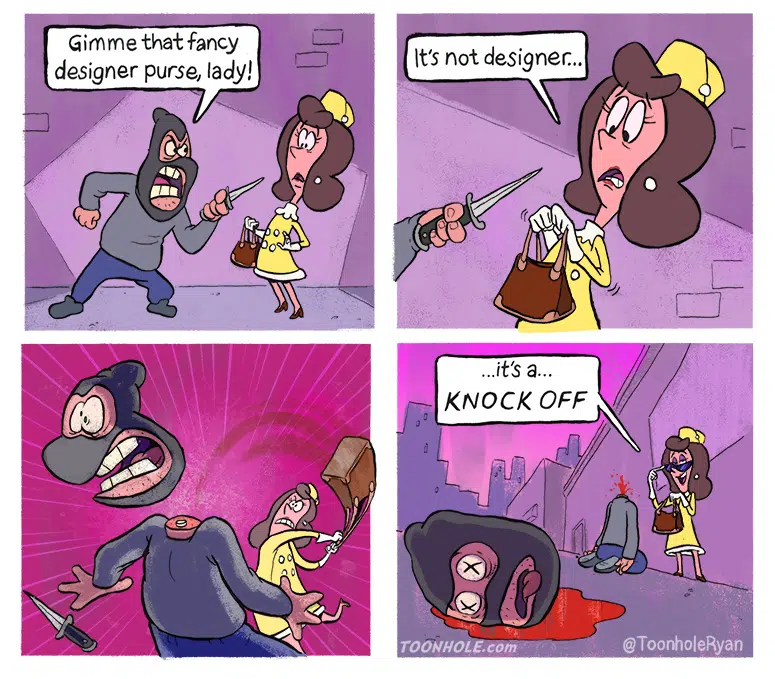 Gimme that fancy
designer purse, lady!
It's not designer...
...it's a...
KNOCK OFF
TOONHOLE.com
@ToonholeRyan